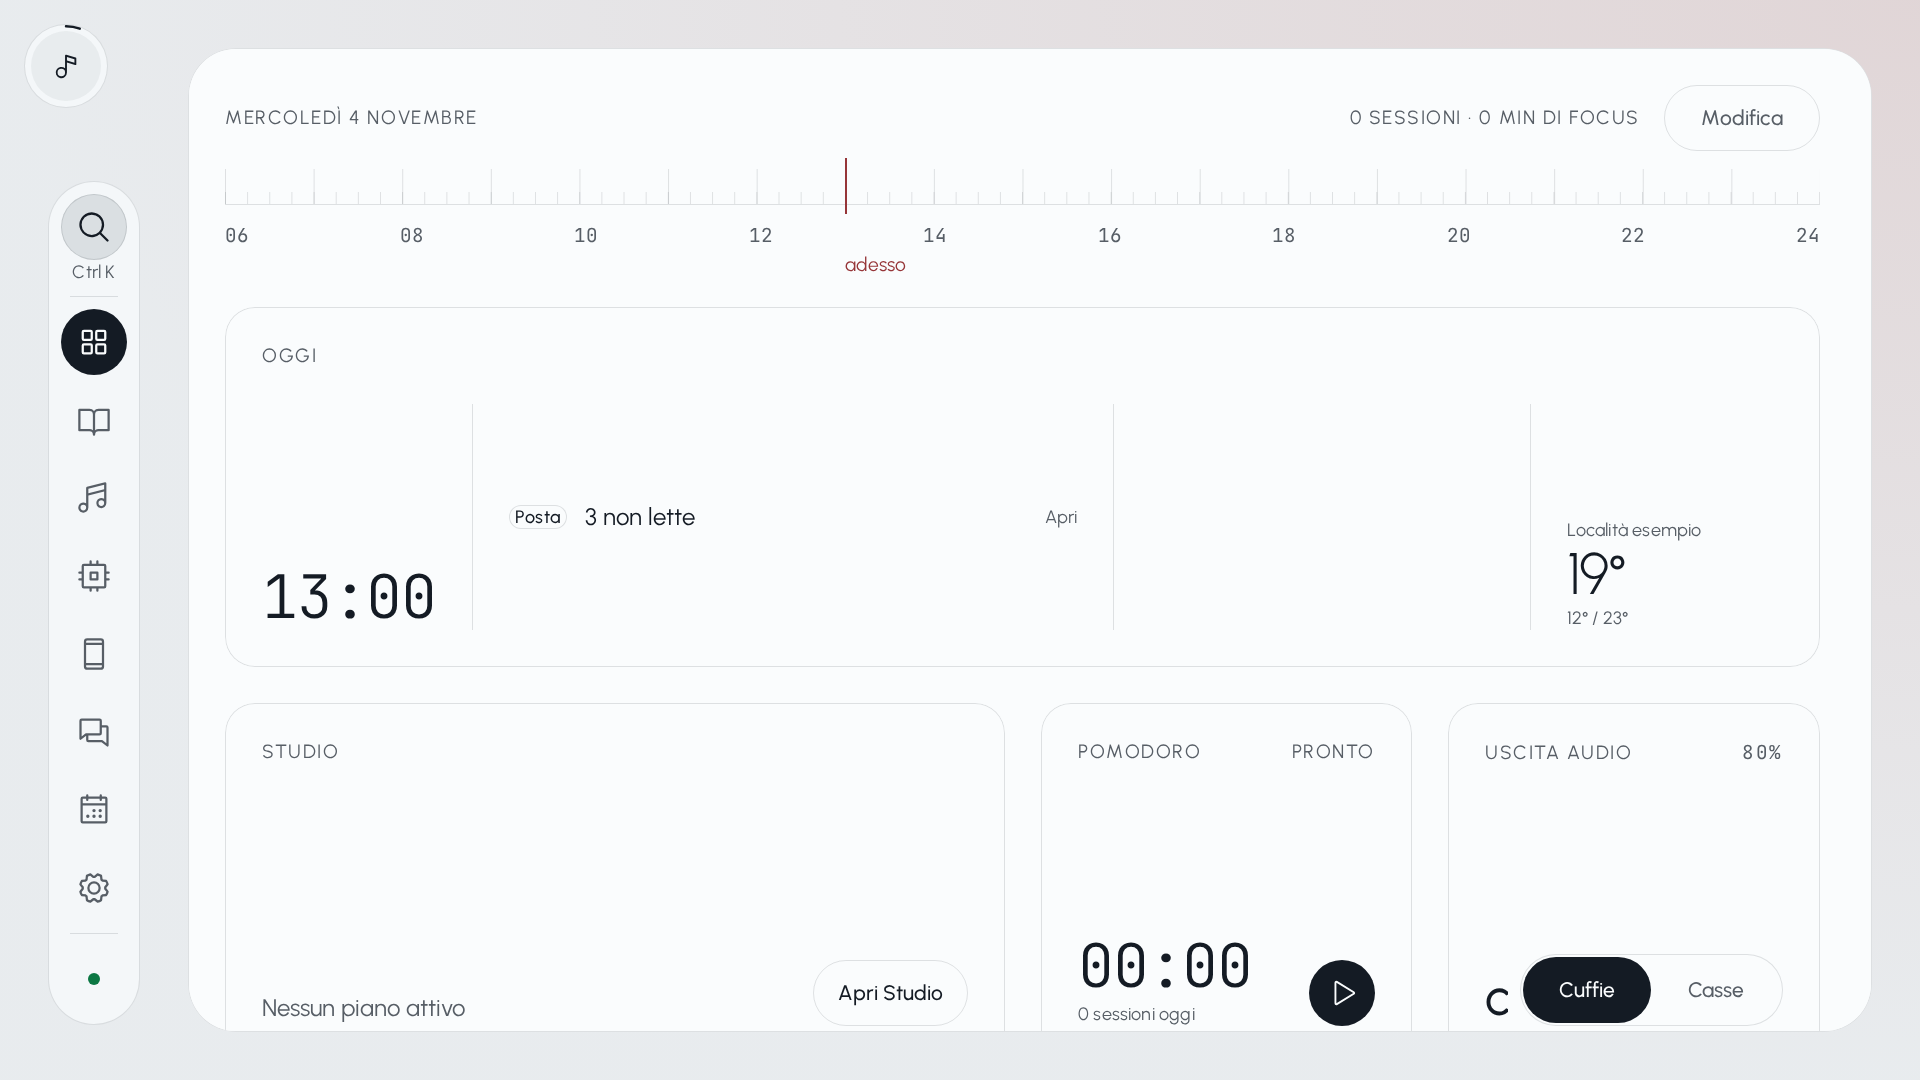 MERCOLEDÌ 4 NOVEMBRE
0 SESSIONI · 0 MIN DI FOCUS
Modifica
06 08 10 12 14 16 18 20 22 24
adesso
Ctrl K
OGGI
13:00
Posta 3 non lette Apri
Località esempio
19°
12° / 23°
STUDIO
Nessun piano attivo
Apri Studio
POMODORO PRONTO
00:00
0 sessioni oggi
USCITA AUDIO 80%
C
Cuffie Casse